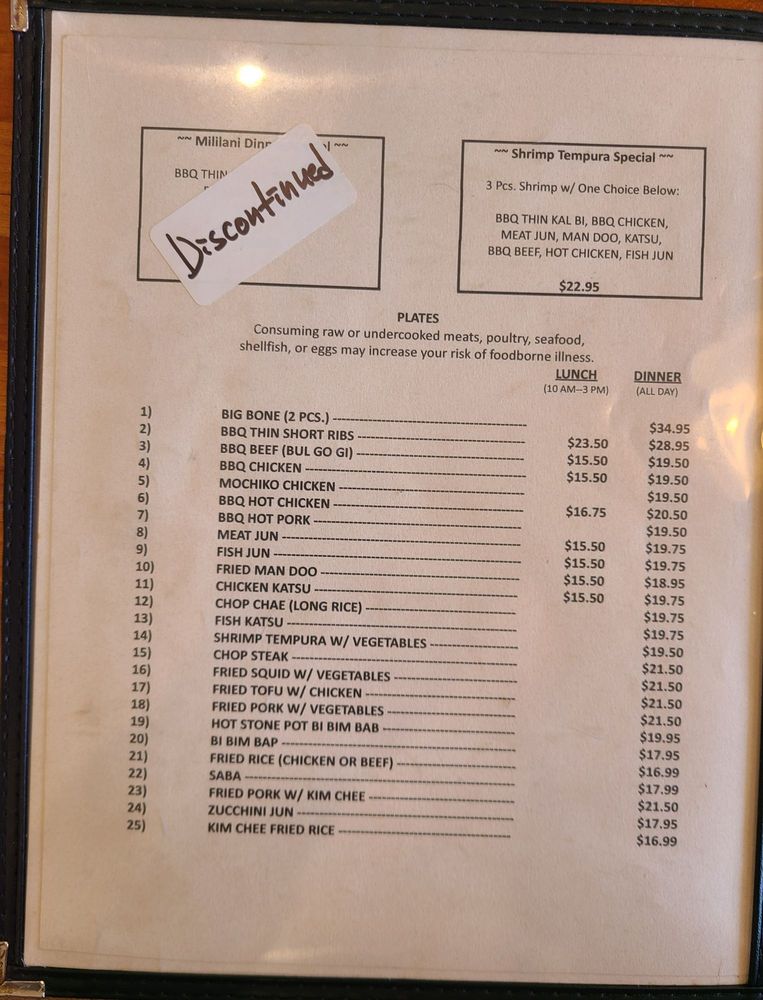 ~~ Mililani Dinn
BBQ THIN
Discontinued
~~ Shrimp Tempura Special ~~
3 Pcs. Shrimp w/ One Choice Below:
BBQ THIN KAL BI, BBQ CHICKEN,
MEAT JUN, MAN DOO, KATSU,
BBQ BEEF, HOT CHICKEN, FISH JUN
$22.95
PLATES
Consuming raw or undercooked meats, poultry, seafood,
shellfish, or eggs may increase your risk of foodborne illness.
LUNCH DINNER
(10 AM--3 PM) (ALL DAY)
1) BIG BONE (2 PCS.) $34.95
2) BBQ THIN SHORT RIBS $23.50 $28.95
3) BBQ BEEF (BUL GO GI) $15.50 $19.50
4) BBQ CHICKEN $15.50 $19.50
5) MOCHIKO CHICKEN $19.50
6) BBQ HOT CHICKEN $16.75 $20.50
7) BBQ HOT PORK $19.50
8) MEAT JUN $15.50 $19.75
9) FISH JUN $15.50 $19.75
10) FRIED MAN DOO $15.50 $18.95
11) CHICKEN KATSU $15.50 $19.75
12) CHOP CHAE (LONG RICE) $19.75
13) FISH KATSU $19.75
14) SHRIMP TEMPURA W/ VEGETABLES $19.50
15) CHOP STEAK $21.50
16) FRIED SQUID W/ VEGETABLES $21.50
17) FRIED TOFU W/ CHICKEN $21.50
18) FRIED PORK W/ VEGETABLES $21.50
19) HOT STONE POT BI BIM BAB $19.95
20) BI BIM BAP $17.95
21) FRIED RICE (CHICKEN OR BEEF) $16.99
22) SABA $17.99
23) FRIED PORK W/ KIM CHEE $21.50
24) ZUCCHINI JUN $17.95
25) KIM CHEE FRIED RICE $16.99